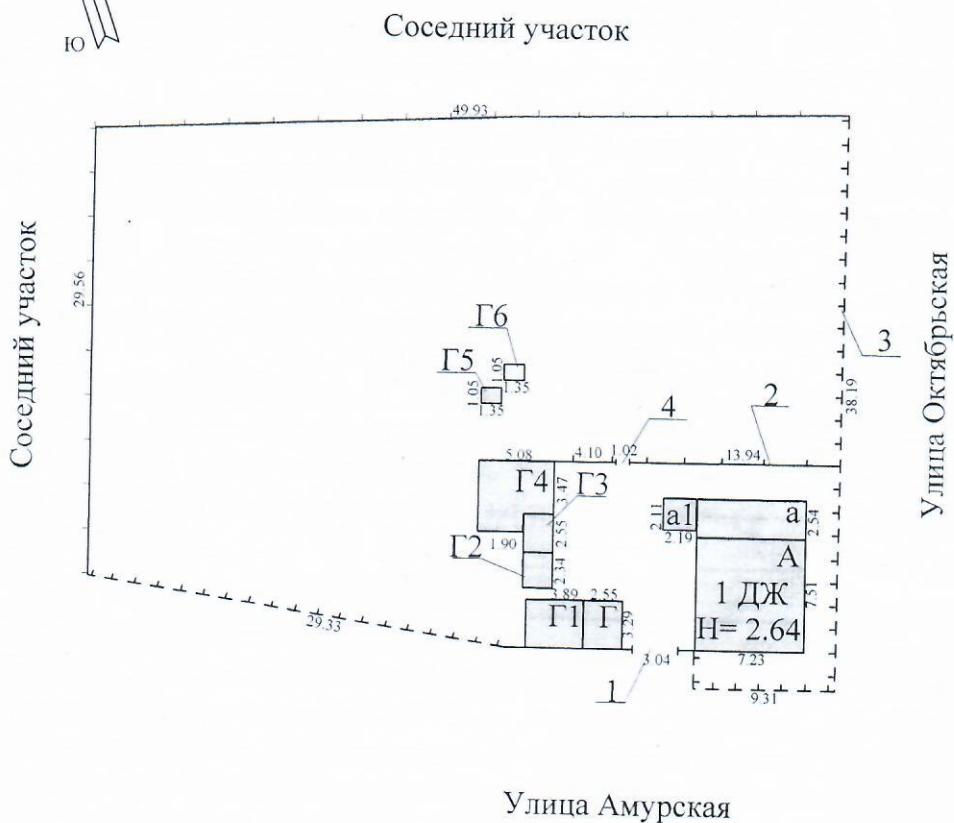 Ю
Соседний участок
49.93
Соседний участок
29.56
Г6
1.05
1.35
Г5
1.05
1.35
3
38.19
Улица Октябрьская
4
2
5.08
4.10
1.02
13.94
Г4
3.47
Г3
2.11
а1
а
2.54
2.19
1.90
2.55
Г2
2.34
А
1 ДЖ
7.51
Н= 2.64
3.89
2.55
Г1
Г
3.29
29.33
3.04
7.23
1
9.31
Улица Амурская